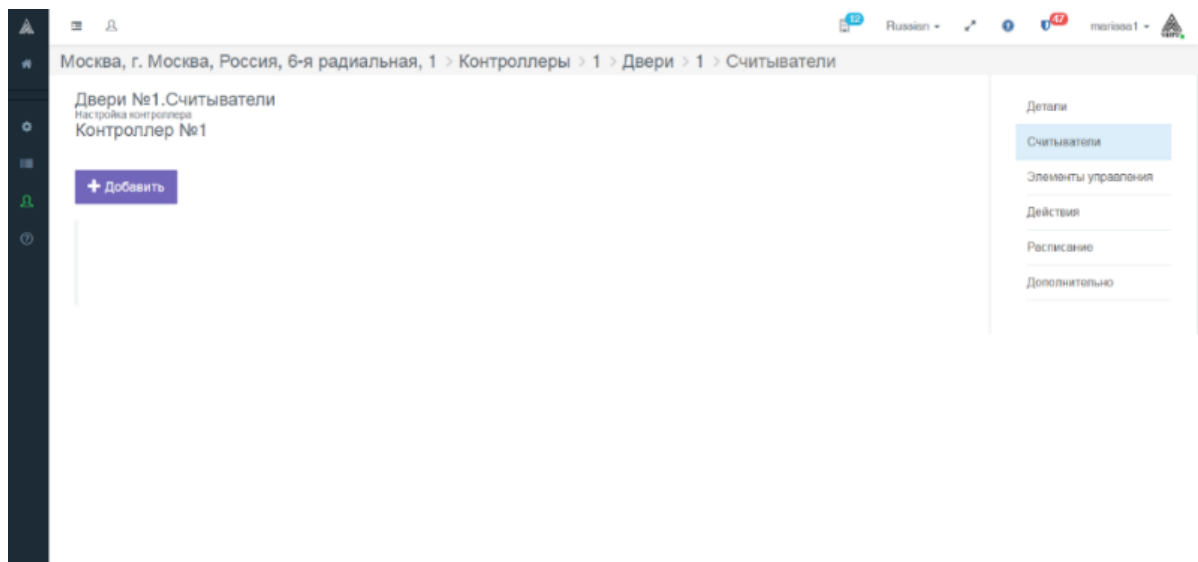 12
Russian
47
marissa1
Москва, г. Москва, Россия, 6-я радиальная, 1 > Контроллеры > 1 > Двери > 1 > Считыватели
Двери №1.Считыватели
Настройка контроллера
Контроллер №1
+ Добавить
Детали
Считыватели
Элементы управления
Действия
Расписание
Дополнительно